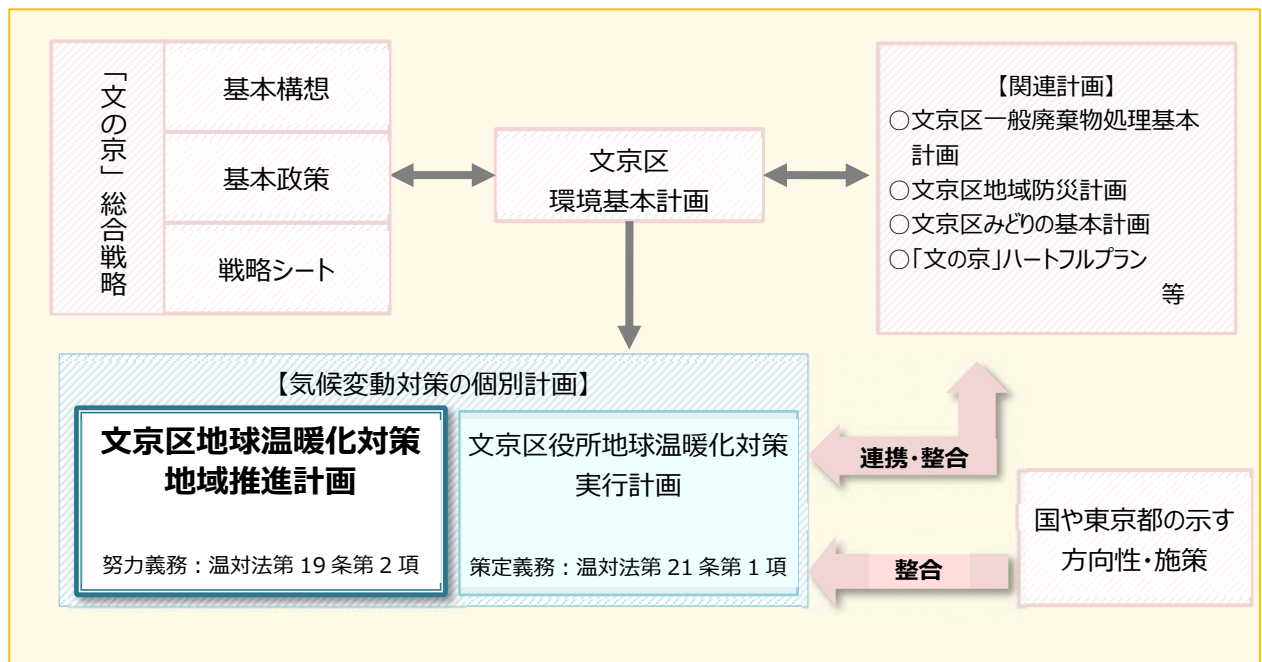 「文の京」総合戦略
基本構想
基本政策
戦略シート
文京区
環境基本計画
【関連計画】
○文京区一般廃棄物処理基本
計画
○文京区地域防災計画
○文京区みどりの基本計画
○「文の京」ハートフルプラン
等
【気候変動対策の個別計画】
文京区地球温暖化対策
地域推進計画
努力義務：温対法第 19 条第 2 項
文京区役所地球温暖化対策
実行計画
策定義務：温対法第 21 条第 1 項
連携・整合
整合
国や東京都の示す
方向性・施策